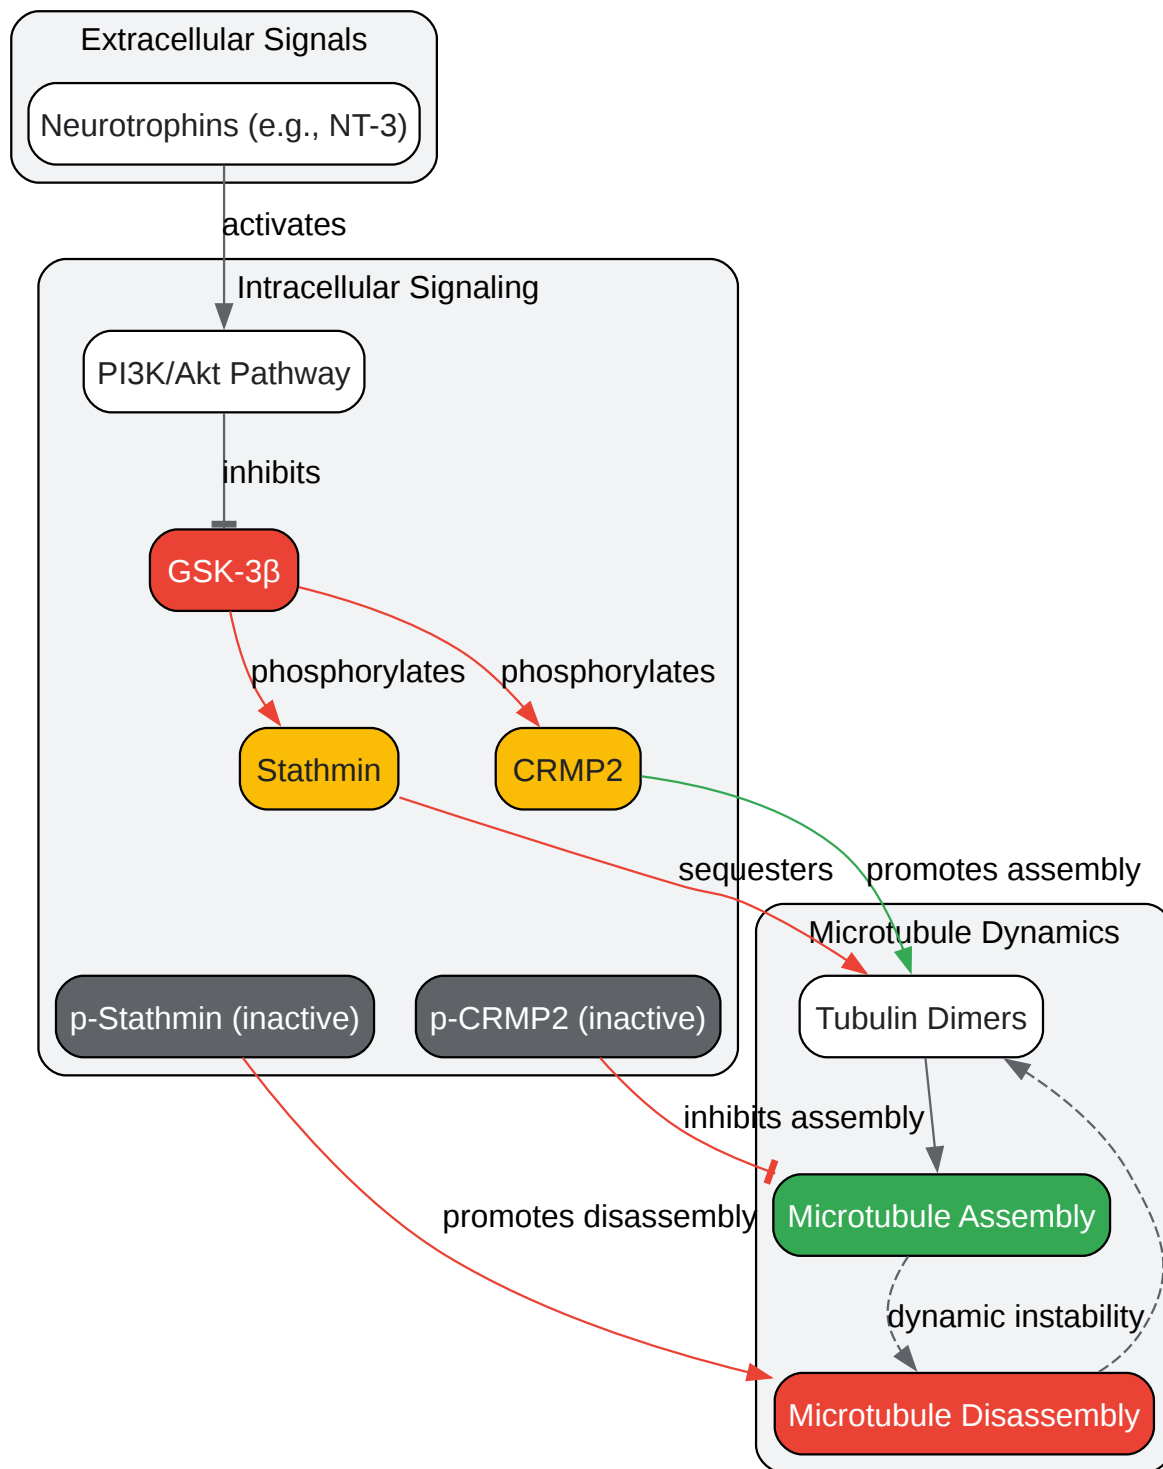 Extracellular Signals
Neurotrophins (e.g., NT-3)
activates
Intracellular Signaling
PI3K/Akt Pathway
inhibits
GSK-3β
phosphorylates
phosphorylates
Stathmin
CRMP2
sequesters
promotes assembly
Microtubule Dynamics
p-Stathmin (inactive)
p-CRMP2 (inactive)
Tubulin Dimers
inhibits assembly
promotes disassembly
Microtubule Assembly
dynamic instability
Microtubule Disassembly